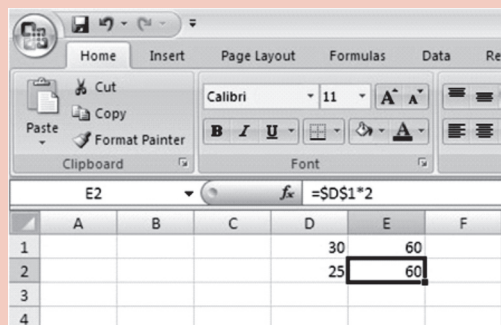 Home Insert Page Layout Formulas Data Re
Cut
Copy
Paste
Format Painter
Clipboard
Calibri 11 A A
B I U A
Font
E2 fx =$D$1*2
A B C D E F
1 30 60
2 25 60
3
4